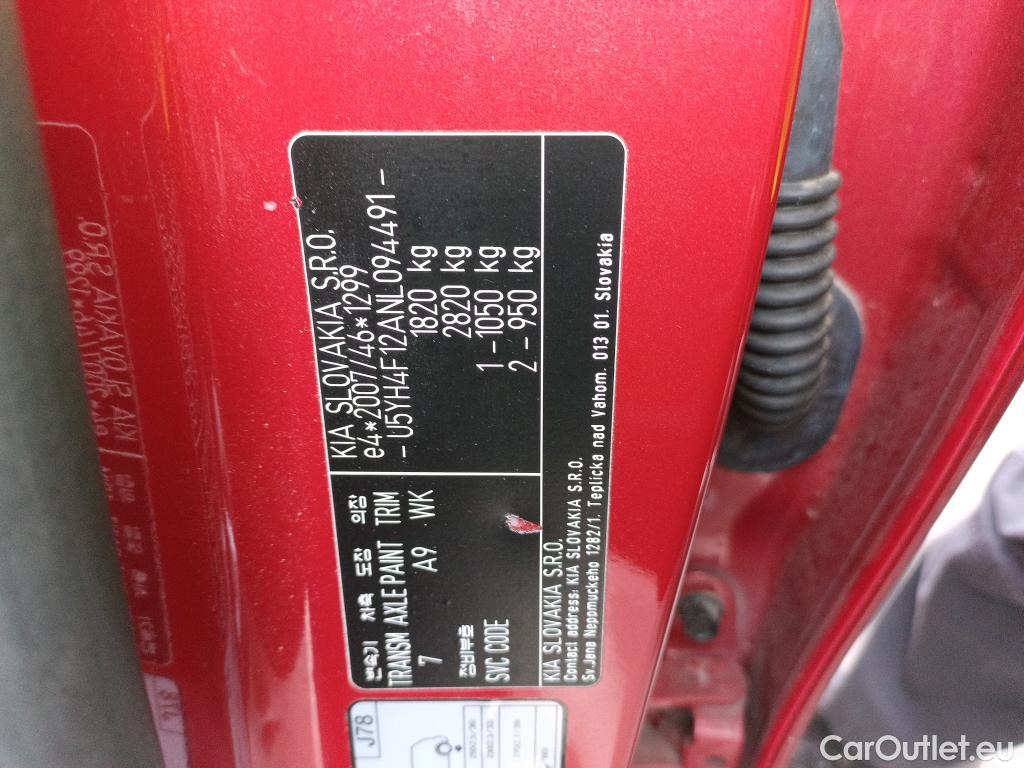 KIA SLOVAKIA S.R.O.
e4*2007/46*1299
- U5YH4F12ANL094491 -
1820 kg
2820 kg
1 - 1050 kg
2 - 950 kg
변속기 차축 도장 의장
TRANSM AXLE PAINT TRIM
7 A9 WK
정비부호
SVC CODE
KIA SLOVAKIA S.R.O.
Contact address: KIA SLOVAKIA S.R.O.
Sv.Jana Nepomuckeho 1282/1. Teplicka nad Vahom. 013 01. Slovakia
J78
CarOutlet.eu